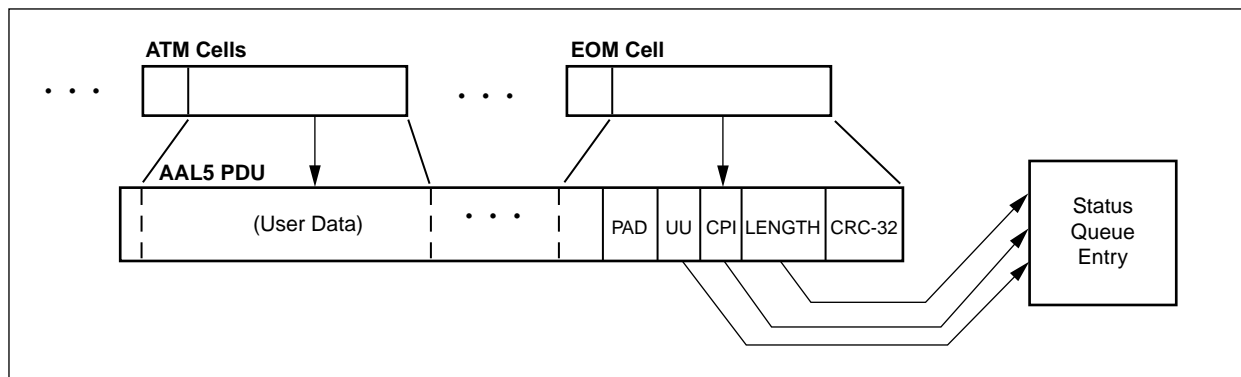 ATM Cells
EOM Cell
AAL5 PDU
(User Data)
PAD
UU
CPI
LENGTH
CRC-32
Status
Queue
Entry